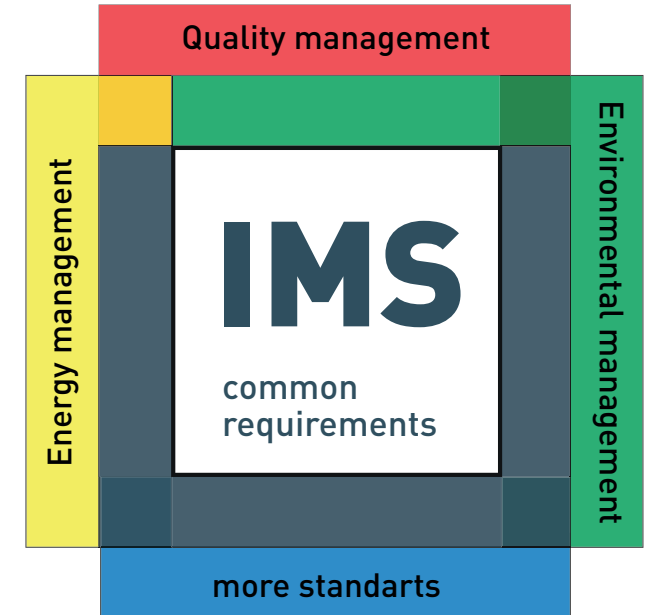 Quality management
Energy management
Environmental management
IMS
common
requirements
more standarts